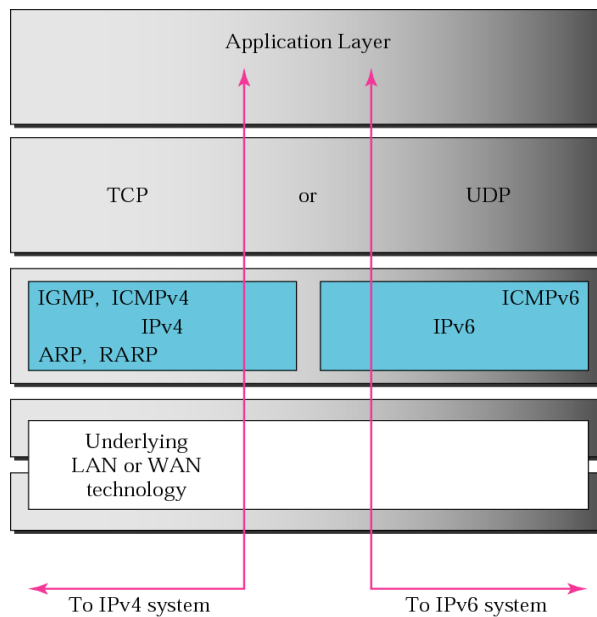 Application Layer
TCP or UDP
IGMP, ICMPv4
IPv4
ARP, RARP
ICMPv6
IPv6
Underlying
LAN or WAN
technology
To IPv4 system
To IPv6 system